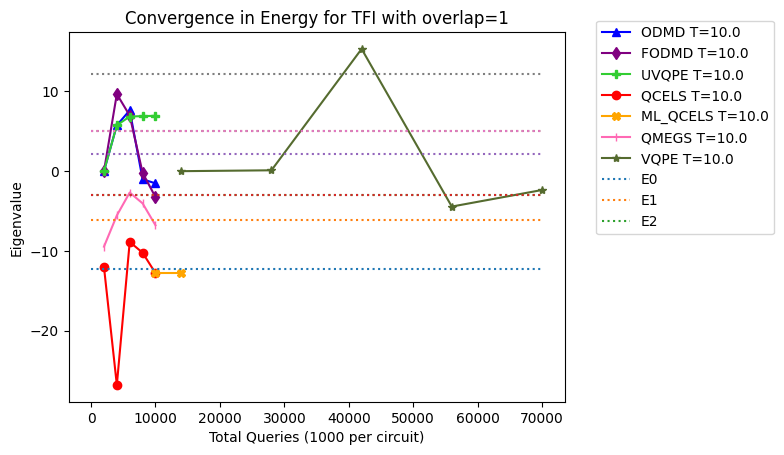 Convergence in Energy for TFI with overlap=1
Eigenvalue
10
0
−10
−20
0
10000
20000
30000
40000
50000
60000
70000
Total Queries (1000 per circuit)
ODMD T=10.0
FODMD T=10.0
UVQPE T=10.0
QCELS T=10.0
ML_QCELS T=10.0
QMEGS T=10.0
VQPE T=10.0
E0
E1
E2